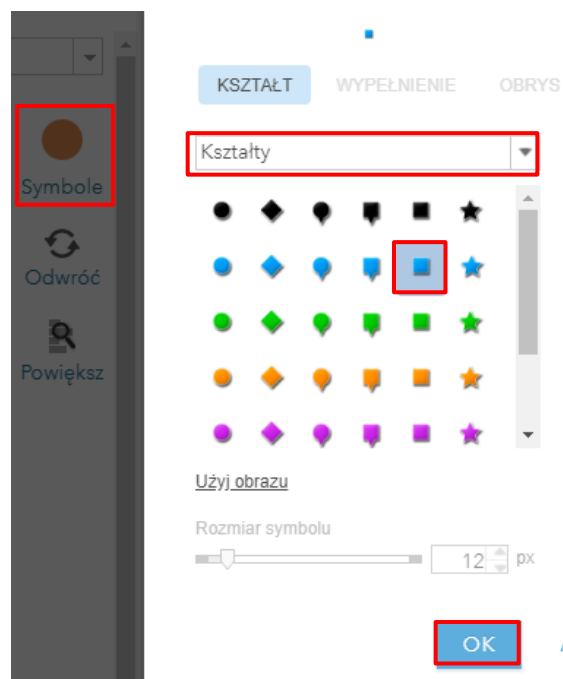 KSZTAŁT WYPEŁNIENIE OBRYS
Kształty
Symbole
Odwróć
Powiększ
Użyj obrazu
Rozmiar symbolu
12 px
OK